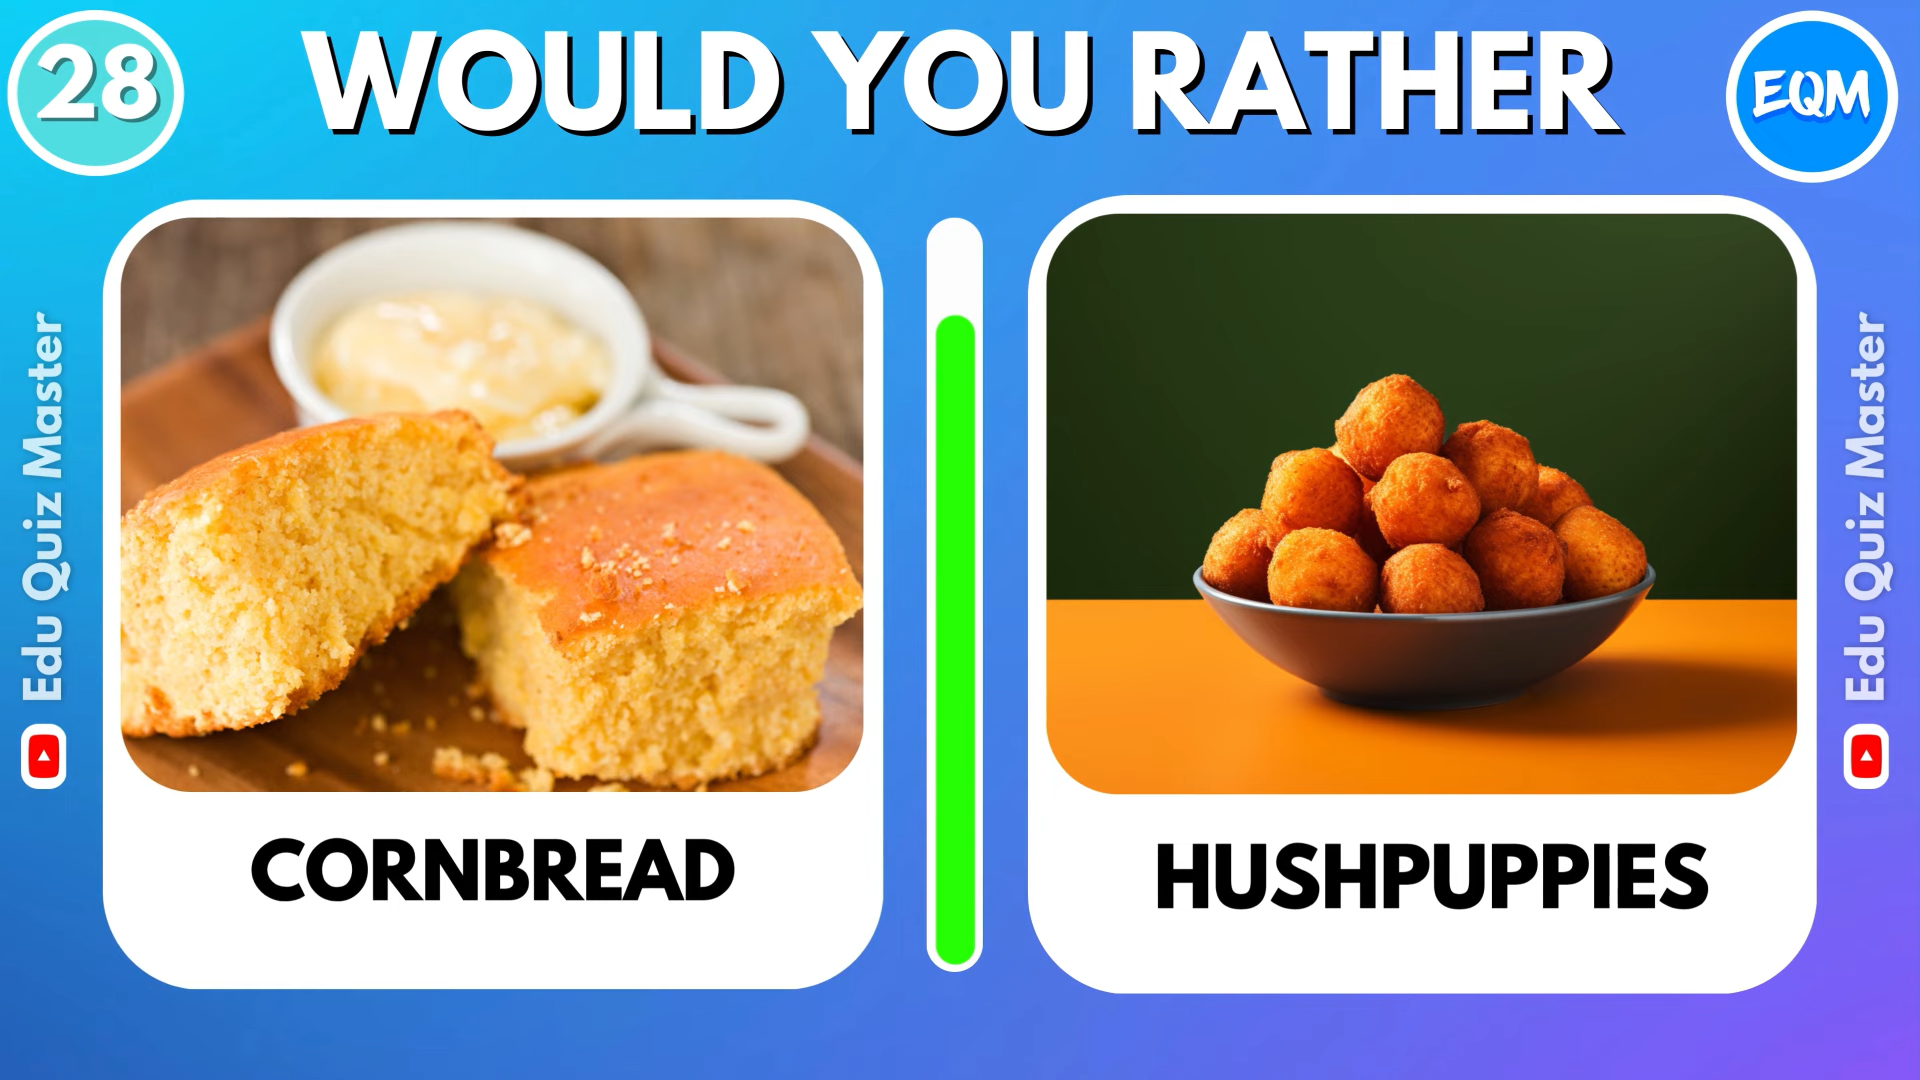 28
WOULD YOU RATHER
EQM
Edu Quiz Master
CORNBREAD
HUSHPUPPIES
Edu Quiz Master